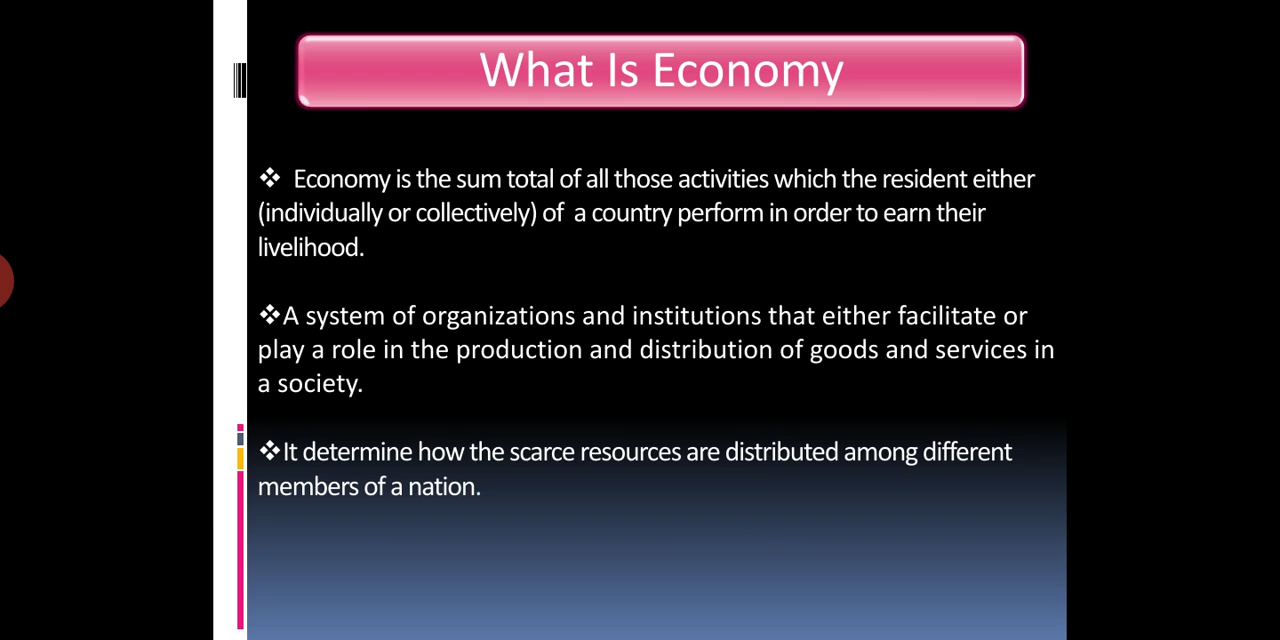 What Is Economy
❖ Economy is the sum total of all those activities which the resident either
(individually or collectively) of a country perform in order to earn their
livelihood.
❖A system of organizations and institutions that either facilitate or
play a role in the production and distribution of goods and services in
a society.
❖It determine how the scarce resources are distributed among different
members of a nation.